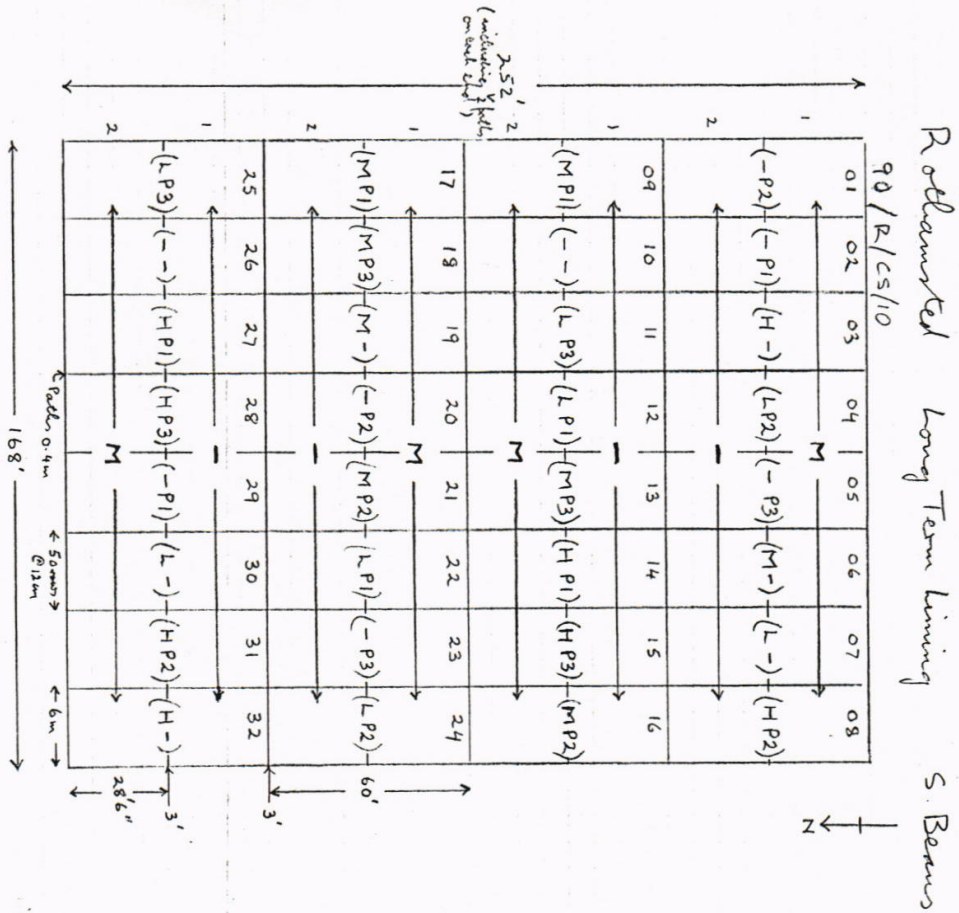 Rothamsted Long Term Liming S. Beans
90/R/CS/10
252'
(including ½ paths
on each end)
1 2 1 2 1 2 1 2
01 02 03 04 05 06 07 08
M
(-P2) (-P1) (H-) (LP2) (-P3) (M-) (L-) (HP2)
I
09 10 11 12 13 14 15 16
I
(MP1) (--) (LP3) (LP1) (MP3) (HP1) (HP3) (MP2)
M
17 18 19 20 21 22 23 24
M
(MP1) (MP3) (M-) (-P2) (MP2) (LP1) (-P3) (LP2)
I
25 26 27 28 29 30 31 32
I
(LP3) (--) (HP1) (HP3) (-P1) (L-) (HP2) (H-)
M
N
60'
3'
3'
28'6"
Paths 0.4m
50 rows
@ 12cm
6m
168'